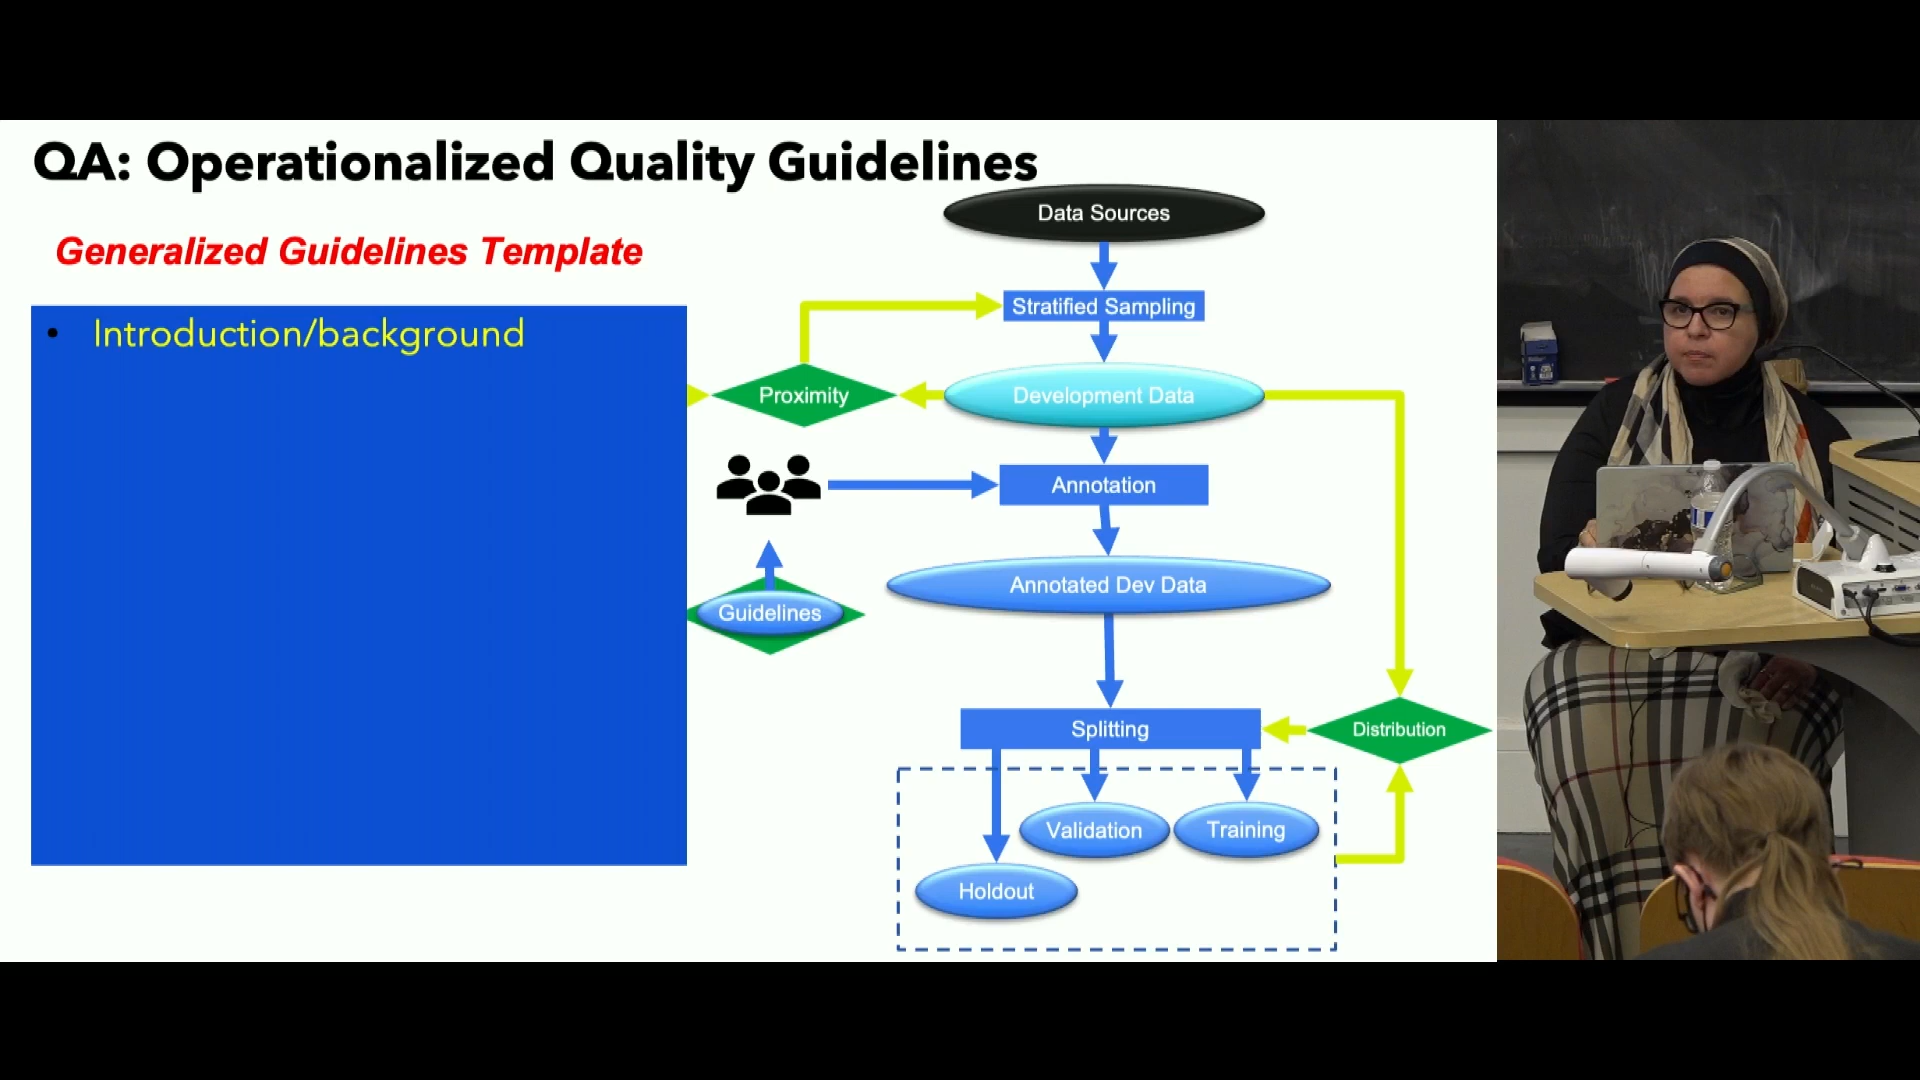 QA: Operationalized Quality Guidelines
Generalized Guidelines Template
• Introduction/background
Data Sources
Stratified Sampling
Proximity
Development Data
Annotation
Annotated Dev Data
Guidelines
Splitting
Distribution
Validation
Training
Holdout